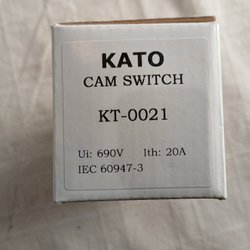 KATO
CAM SWITCH
KT-0021
Ui: 690V Ith: 20A
IEC 60947-3